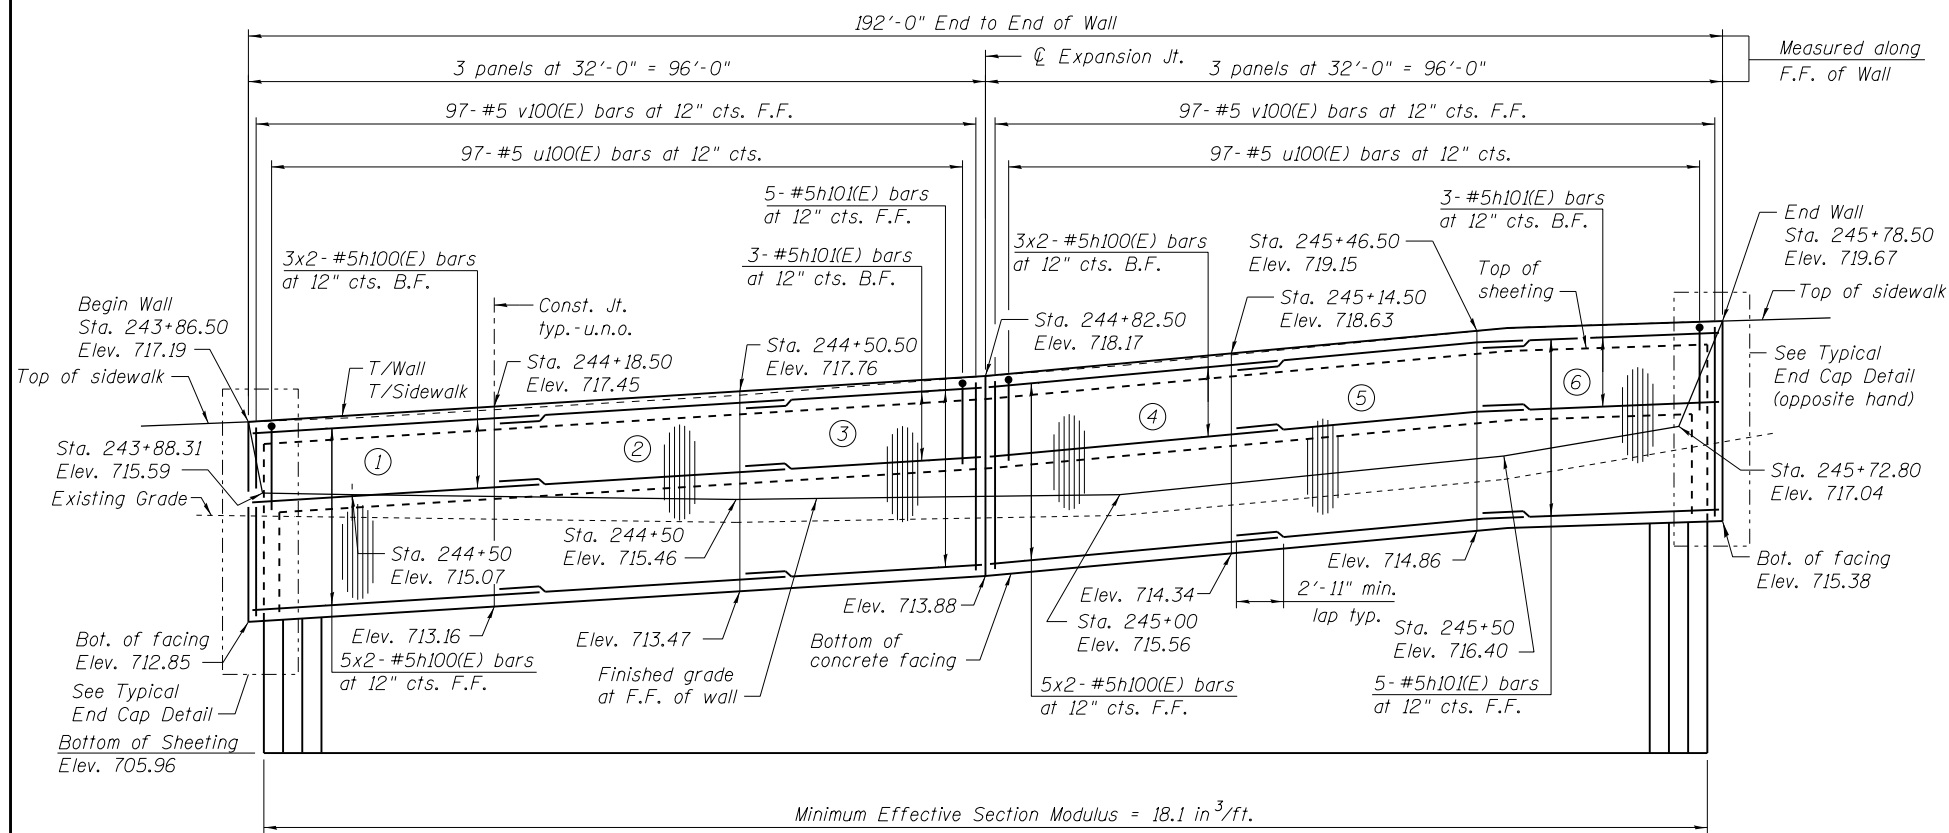 192'-0" End to End of Wall
Measured along
F.F. of Wall
3 panels at 32'-0" = 96'-0"
℄ Expansion Jt.
3 panels at 32'-0" = 96'-0"
97-#5 v100(E) bars at 12" cts. F.F.
97-#5 v100(E) bars at 12" cts. F.F.
97-#5 u100(E) bars at 12" cts.
97-#5 u100(E) bars at 12" cts.
5-#5h101(E) bars
at 12" cts. F.F.
3-#5h101(E) bars
at 12" cts. B.F.
3x2-#5h100(E) bars
at 12" cts. B.F.
3-#5h101(E) bars
at 12" cts. B.F.
3x2-#5h100(E) bars
at 12" cts. B.F.
Sta. 245+46.50
Elev. 719.15
Top of
sheeting
End Wall
Sta. 245+78.50
Elev. 719.67
Top of sidewalk
Begin Wall
Sta. 243+86.50
Elev. 717.19
Top of sidewalk
Const. Jt.
typ.-u.n.o.
T/Wall
T/Sidewalk
Sta. 244+18.50
Elev. 717.45
Sta. 244+50.50
Elev. 717.76
Sta. 244+82.50
Elev. 718.17
Sta. 245+14.50
Elev. 718.63
See Typical
End Cap Detail
(opposite hand)
1
2
3
4
5
6
Sta. 243+88.31
Elev. 715.59
Existing Grade
Sta. 244+50
Elev. 715.07
Sta. 244+50
Elev. 715.46
Sta. 245+72.80
Elev. 717.04
Bot. of facing
Elev. 715.38
Bot. of facing
Elev. 712.85
Elev. 713.16
Elev. 713.47
Elev. 713.88
Elev. 714.34
Elev. 714.86
2'-11" min.
lap typ.
Sta. 245+00
Elev. 715.56
Sta. 245+50
Elev. 716.40
Bottom of
concrete facing
Finished grade
at F.F. of wall
5x2-#5h100(E) bars
at 12" cts. F.F.
5x2-#5h100(E) bars
at 12" cts. F.F.
5-#5h101(E) bars
at 12" cts. F.F.
See Typical
End Cap Detail
Bottom of Sheeting
Elev. 705.96
Minimum Effective Section Modulus = 18.1 in³/ft.